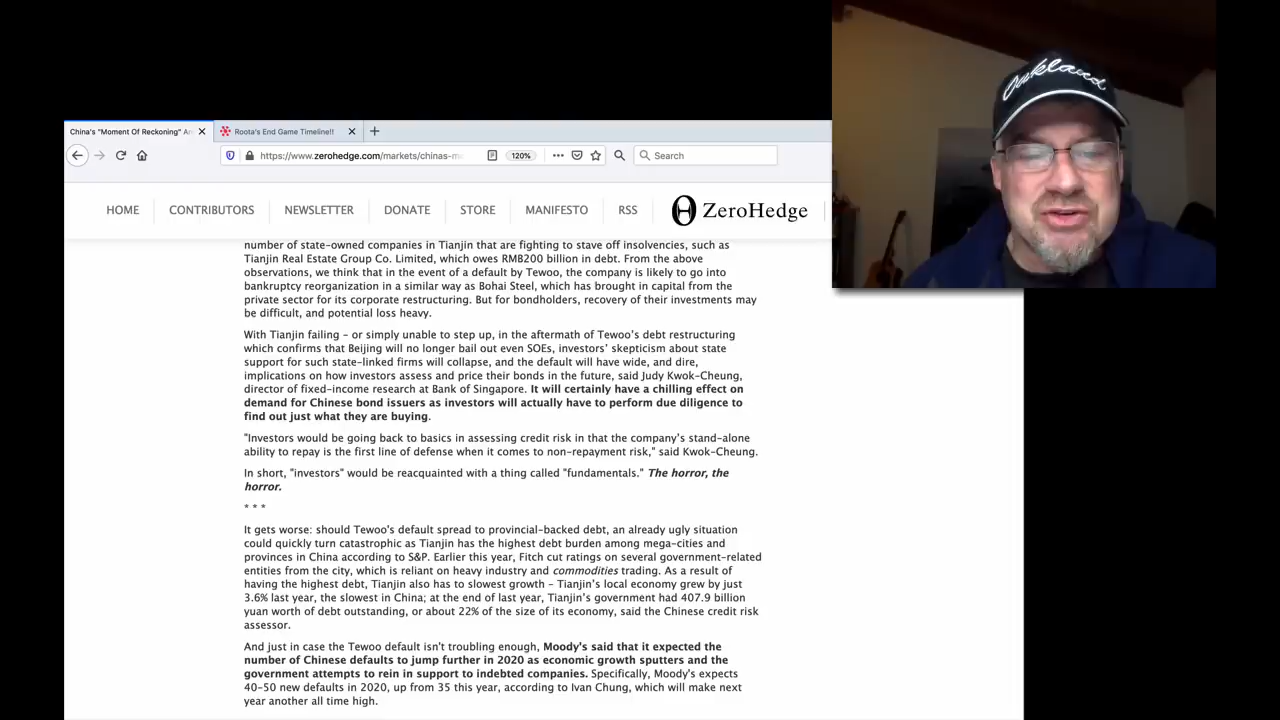 Oakland
China's "Moment Of Reckoning" Ar
Roota's End Game Timeline!!
https://www.zerohedge.com/markets/chinas-m
120%
Search
HOME
CONTRIBUTORS
NEWSLETTER
DONATE
STORE
MANIFESTO
RSS
ZeroHedge
number of state-owned companies in Tianjin that are fighting to stave off insolvencies, such as
Tianjin Real Estate Group Co. Limited, which owes RMB200 billion in debt. From the above
observations, we think that in the event of a default by Tewoo, the company is likely to go into
bankruptcy reorganization in a similar way as Bohai Steel, which has brought in capital from the
private sector for its corporate restructuring. But for bondholders, recovery of their investments may
be difficult, and potential loss heavy.
With Tianjin failing – or simply unable to step up, in the aftermath of Tewoo's debt restructuring
which confirms that Beijing will no longer bail out even SOEs, investors' skepticism about state
support for such state-linked firms will collapse, and the default will have wide, and dire,
implications on how investors assess and price their bonds in the future, said Judy Kwok-Cheung,
director of fixed-income research at Bank of Singapore. It will certainly have a chilling effect on
demand for Chinese bond issuers as investors will actually have to perform due diligence to
find out just what they are buying.
"Investors would be going back to basics in assessing credit risk in that the company's stand-alone
ability to repay is the first line of defense when it comes to non-repayment risk," said Kwok-Cheung.
In short, "investors" would be reacquainted with a thing called "fundamentals." The horror, the
horror.
* * *
It gets worse: should Tewoo's default spread to provincial-backed debt, an already ugly situation
could quickly turn catastrophic as Tianjin has the highest debt burden among mega-cities and
provinces in China according to S&P. Earlier this year, Fitch cut ratings on several government-related
entities from the city, which is reliant on heavy industry and commodities trading. As a result of
having the highest debt, Tianjin also has to slowest growth – Tianjin's local economy grew by just
3.6% last year, the slowest in China; at the end of last year, Tianjin's government had 407.9 billion
yuan worth of debt outstanding, or about 22% of the size of its economy, said the Chinese credit risk
assessor.
And just in case the Tewoo default isn't troubling enough, Moody's said that it expected the
number of Chinese defaults to jump further in 2020 as economic growth sputters and the
government attempts to rein in support to indebted companies. Specifically, Moody's expects
40-50 new defaults in 2020, up from 35 this year, according to Ivan Chung, which will make next
year another all time high.